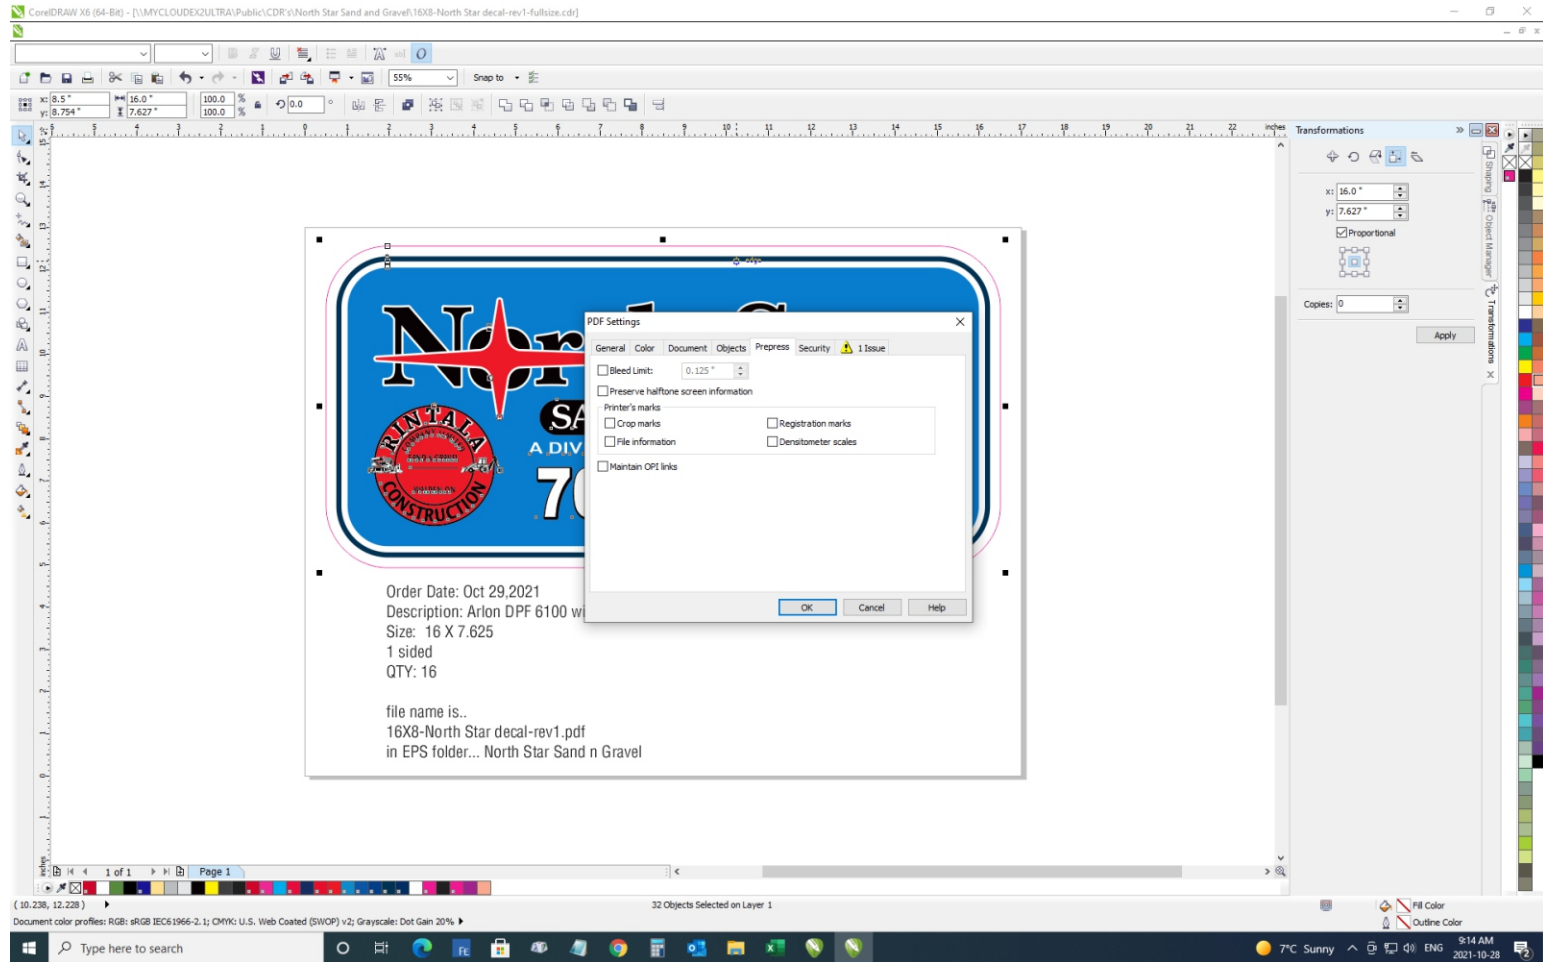 CorelDRAW X6 (64-Bit) - [\\MYCLOUDEX2ULTRA\Public\CDR's\North Star Sand and Gravel\16X8-North Star decal-rev1-fullsize.cdr]
55%
Snap to
x: 8.5 "
16.0 "
100.0 %
0.0 °
y: 8.754 "
7.627 "
100.0 %
inches
Transformations
x: 16.0 "
y: 7.627 "
Proportional
Copies: 0
Apply
Shaping
Object Manager
Transformations
PDF Settings
General Color Document Objects Prepress Security 1 Issue
Bleed Limit: 0.125 "
Preserve halftone screen information
Printer's marks
Crop marks
Registration marks
File information
Densitometer scales
Maintain OPI links
OK Cancel Help
RINTALA
CONSTRUCTION
A DIV
Order Date: Oct 29,2021
Description: Arlon DPF 6100 wi
Size: 16 X 7.625
1 sided
QTY: 16
file name is..
16X8-North Star decal-rev1.pdf
in EPS folder... North Star Sand n Gravel
1 of 1
Page 1
( 10.238, 12.228 )
32 Objects Selected on Layer 1
Fill Color
Document color profiles: RGB: sRGB IEC61966-2.1; CMYK: U.S. Web Coated (SWOP) v2; Grayscale: Dot Gain 20%
Outline Color
Type here to search
7°C Sunny
ENG
9:14 AM
2021-10-28